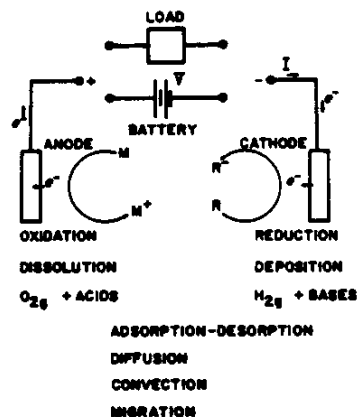 LOAD
+ V̄ - I
e⁻ BATTERY e⁻
ANODE M R⁻ CATHODE
e⁻ e⁻
M⁺ R
OXIDATION REDUCTION
DISSOLUTION DEPOSITION
O₂g + ACIDS H₂g + BASES
ADSORPTION-DESORPTION
DIFFUSION
CONVECTION
MIGRATION